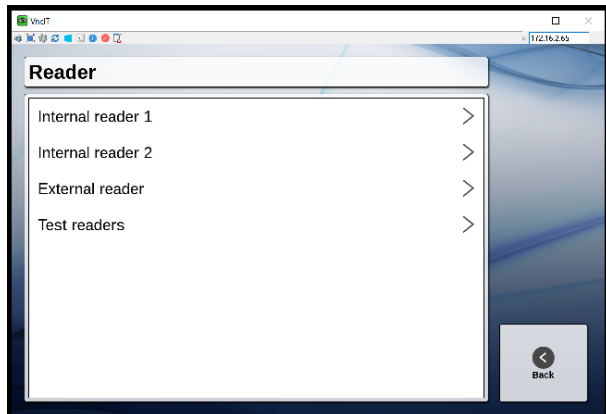 VncIT
172.16.2.65
Reader
Internal reader 1
Internal reader 2
External reader
Test readers
Back